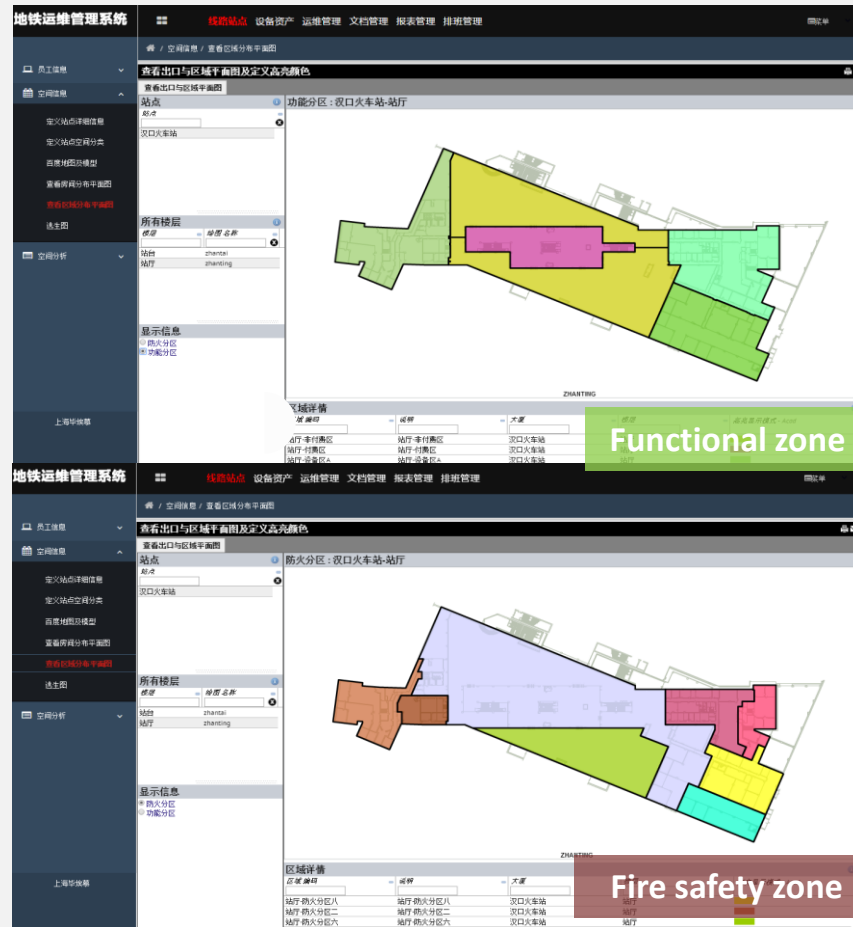 地铁运维管理系统
线路站点 设备资产 运维管理 文档管理 报表管理 排班管理
/ 空间信息 / 查看区域分布平面图
员工信息
空间信息
定义站点详细信息
定义站点空间分类
百度地图及模型
查看房间分布平面图
查看区域分布平面图
逃生图
空间分析
查看出口与区域平面图及定义高亮颜色
查看出口与区域平面图
站点
站点
汉口火车站
所有楼层
楼层 绘图名称
站台 zhantai
站厅 zhanting
显示信息
防火分区
功能分区
功能分区 : 汉口火车站-站厅
ZHANTING
区域详情
说明 大厦
站厅-非付费区 站厅-非付费区 汉口火车站
站厅-付费区 站厅-付费区 汉口火车站
站厅-设备区A 站厅-设备区A 汉口火车站
Functional zone
地铁运维管理系统
线路站点 设备资产 运维管理 文档管理 报表管理 排班管理
/ 空间信息 / 查看区域分布平面图
员工信息
空间信息
定义站点详细信息
定义站点空间分类
百度地图及模型
查看房间分布平面图
查看区域分布平面图
逃生图
空间分析
查看出口与区域平面图及定义高亮颜色
查看出口与区域平面图
站点
站点
汉口火车站
所有楼层
楼层 绘图名称
站台 zhantai
站厅 zhanting
显示信息
防火分区
功能分区
防火分区 : 汉口火车站-站厅
ZHANTING
区域详情
区域编码 说明 大厦
站厅-防火分区八 站厅-防火分区八 汉口火车站 站厅
站厅-防火分区二 站厅-防火分区二 汉口火车站 站厅
站厅-防火分区六 站厅-防火分区六 汉口火车站 站厅
Fire safety zone